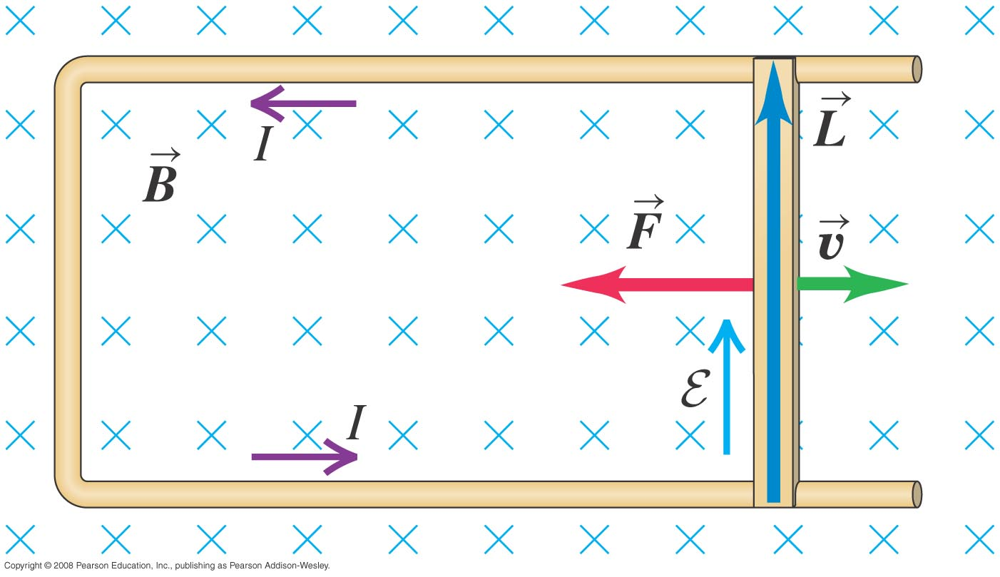 I
L
B
F
v
ℰ
I
Copyright © 2008 Pearson Education, Inc., publishing as Pearson Addison-Wesley.